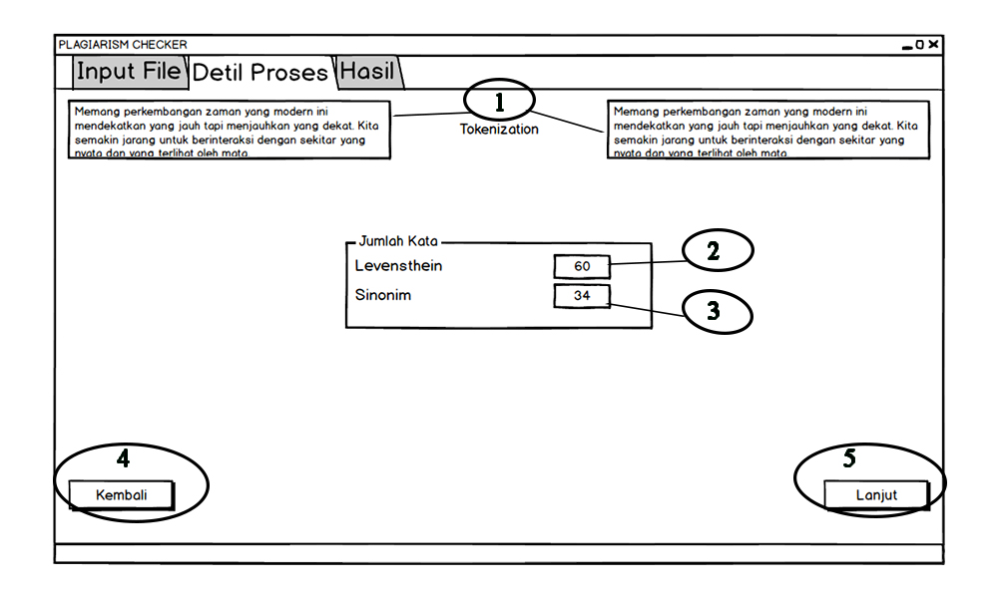 PLAGIARISM CHECKER
Input File Detil Proses Hasil
1
Tokenization
Memang perkembangan zaman yang modern ini
mendekatkan yang jauh tapi menjauhkan yang dekat. Kita
semakin jarang untuk berinteraksi dengan sekitar yang
nyata dan yang terlihat oleh mata
Memang perkembangan zaman yang modern ini
mendekatkan yang jauh tapi menjauhkan yang dekat. Kita
semakin jarang untuk berinteraksi dengan sekitar yang
nyata dan yang terlihat oleh mata
Jumlah Kata
Levensthein 60
2
Sinonim 34
3
4
Kembali
5
Lanjut